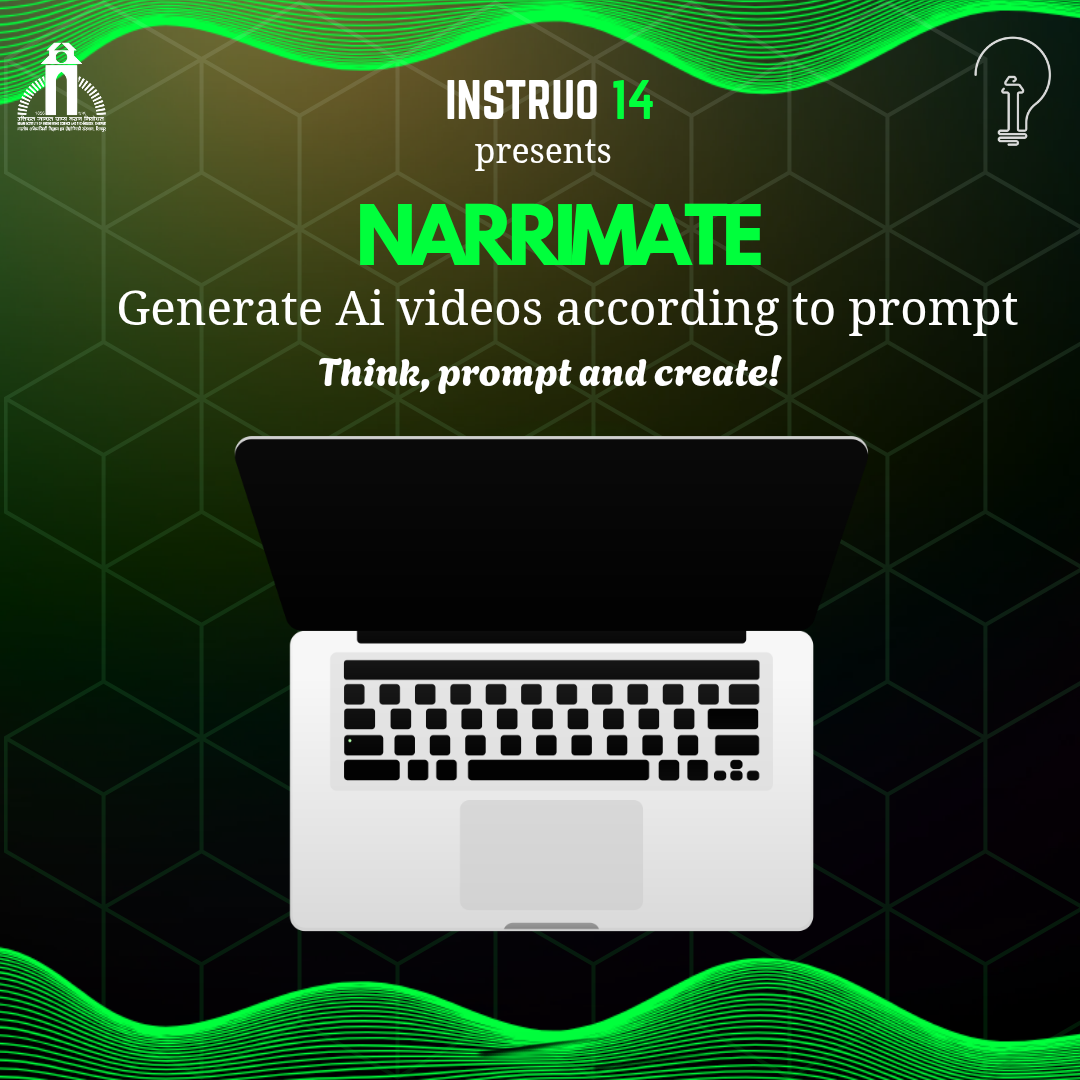 INSTRUO 14
presents
NARRIMATE
Generate Ai videos according to prompt
Think, prompt and create!